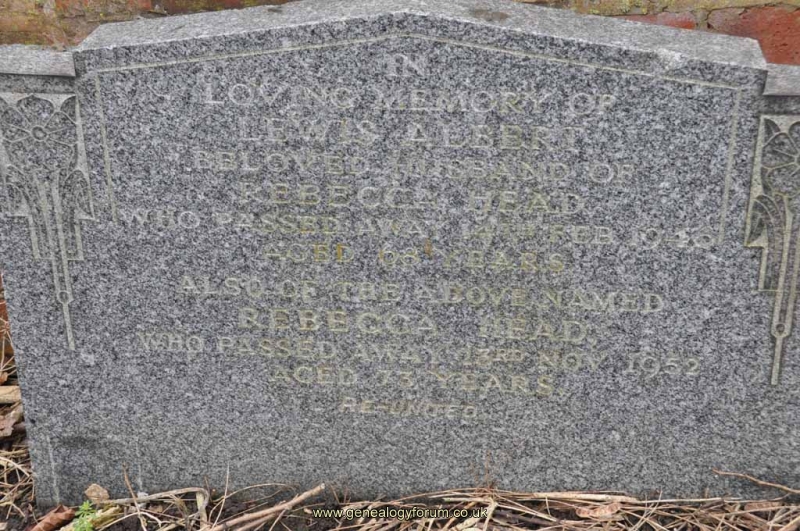 IN
LOVING MEMORY OF
LEWIS ALBERT
BELOVED HUSBAND OF
REBECCA HEAD
WHO PASSED AWAY FEB.
AGED 68 YEARS
ALSO OF THE ABOVE NAMED
REBECCA HEAD,
WHO PASSED AWAY 13RD NOV 1952
AGED 73 YEARS.
RE-UNITED
www.genealogyforum.co.uk